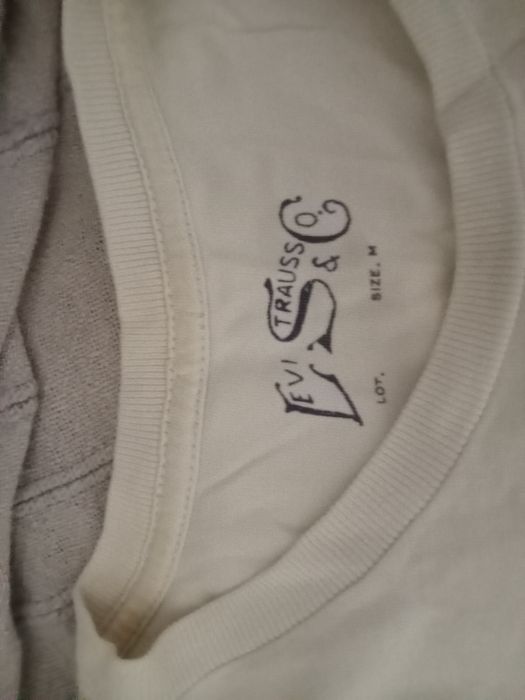 LEVI STRAUSS
& CO.
LOT. SIZE. M